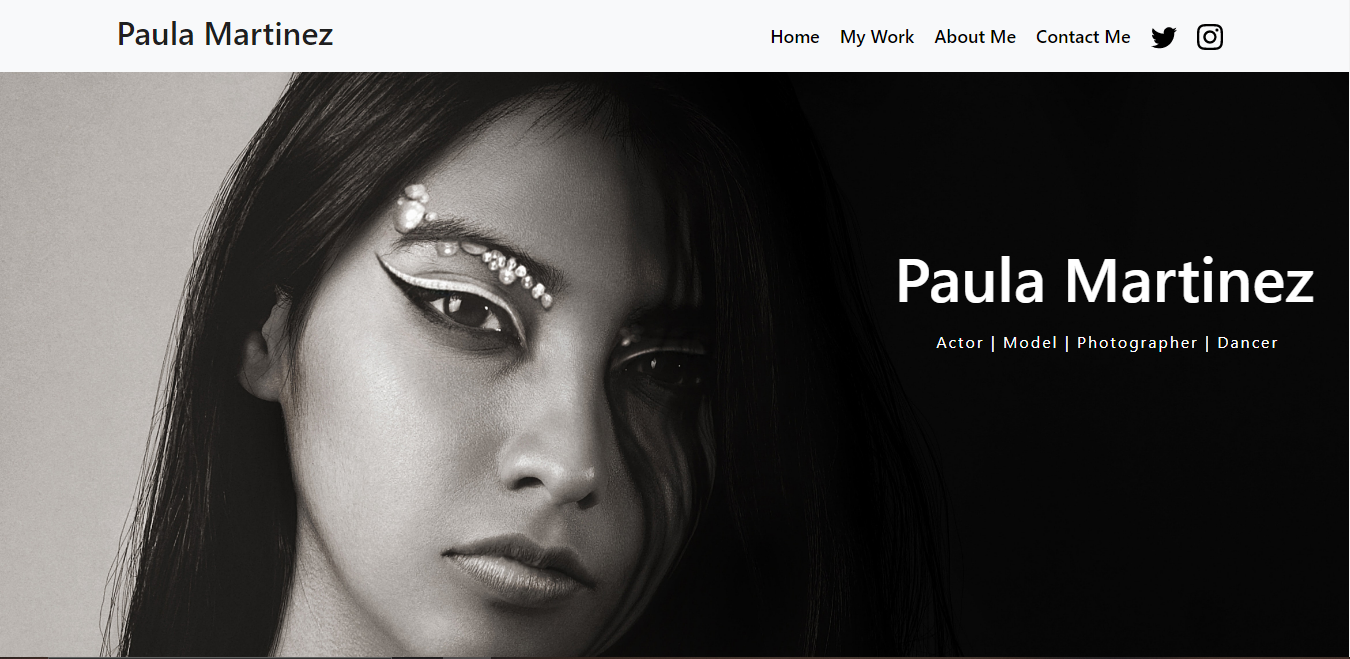 Paula Martinez
Home My Work About Me Contact Me
Paula Martinez
Actor | Model | Photographer | Dancer